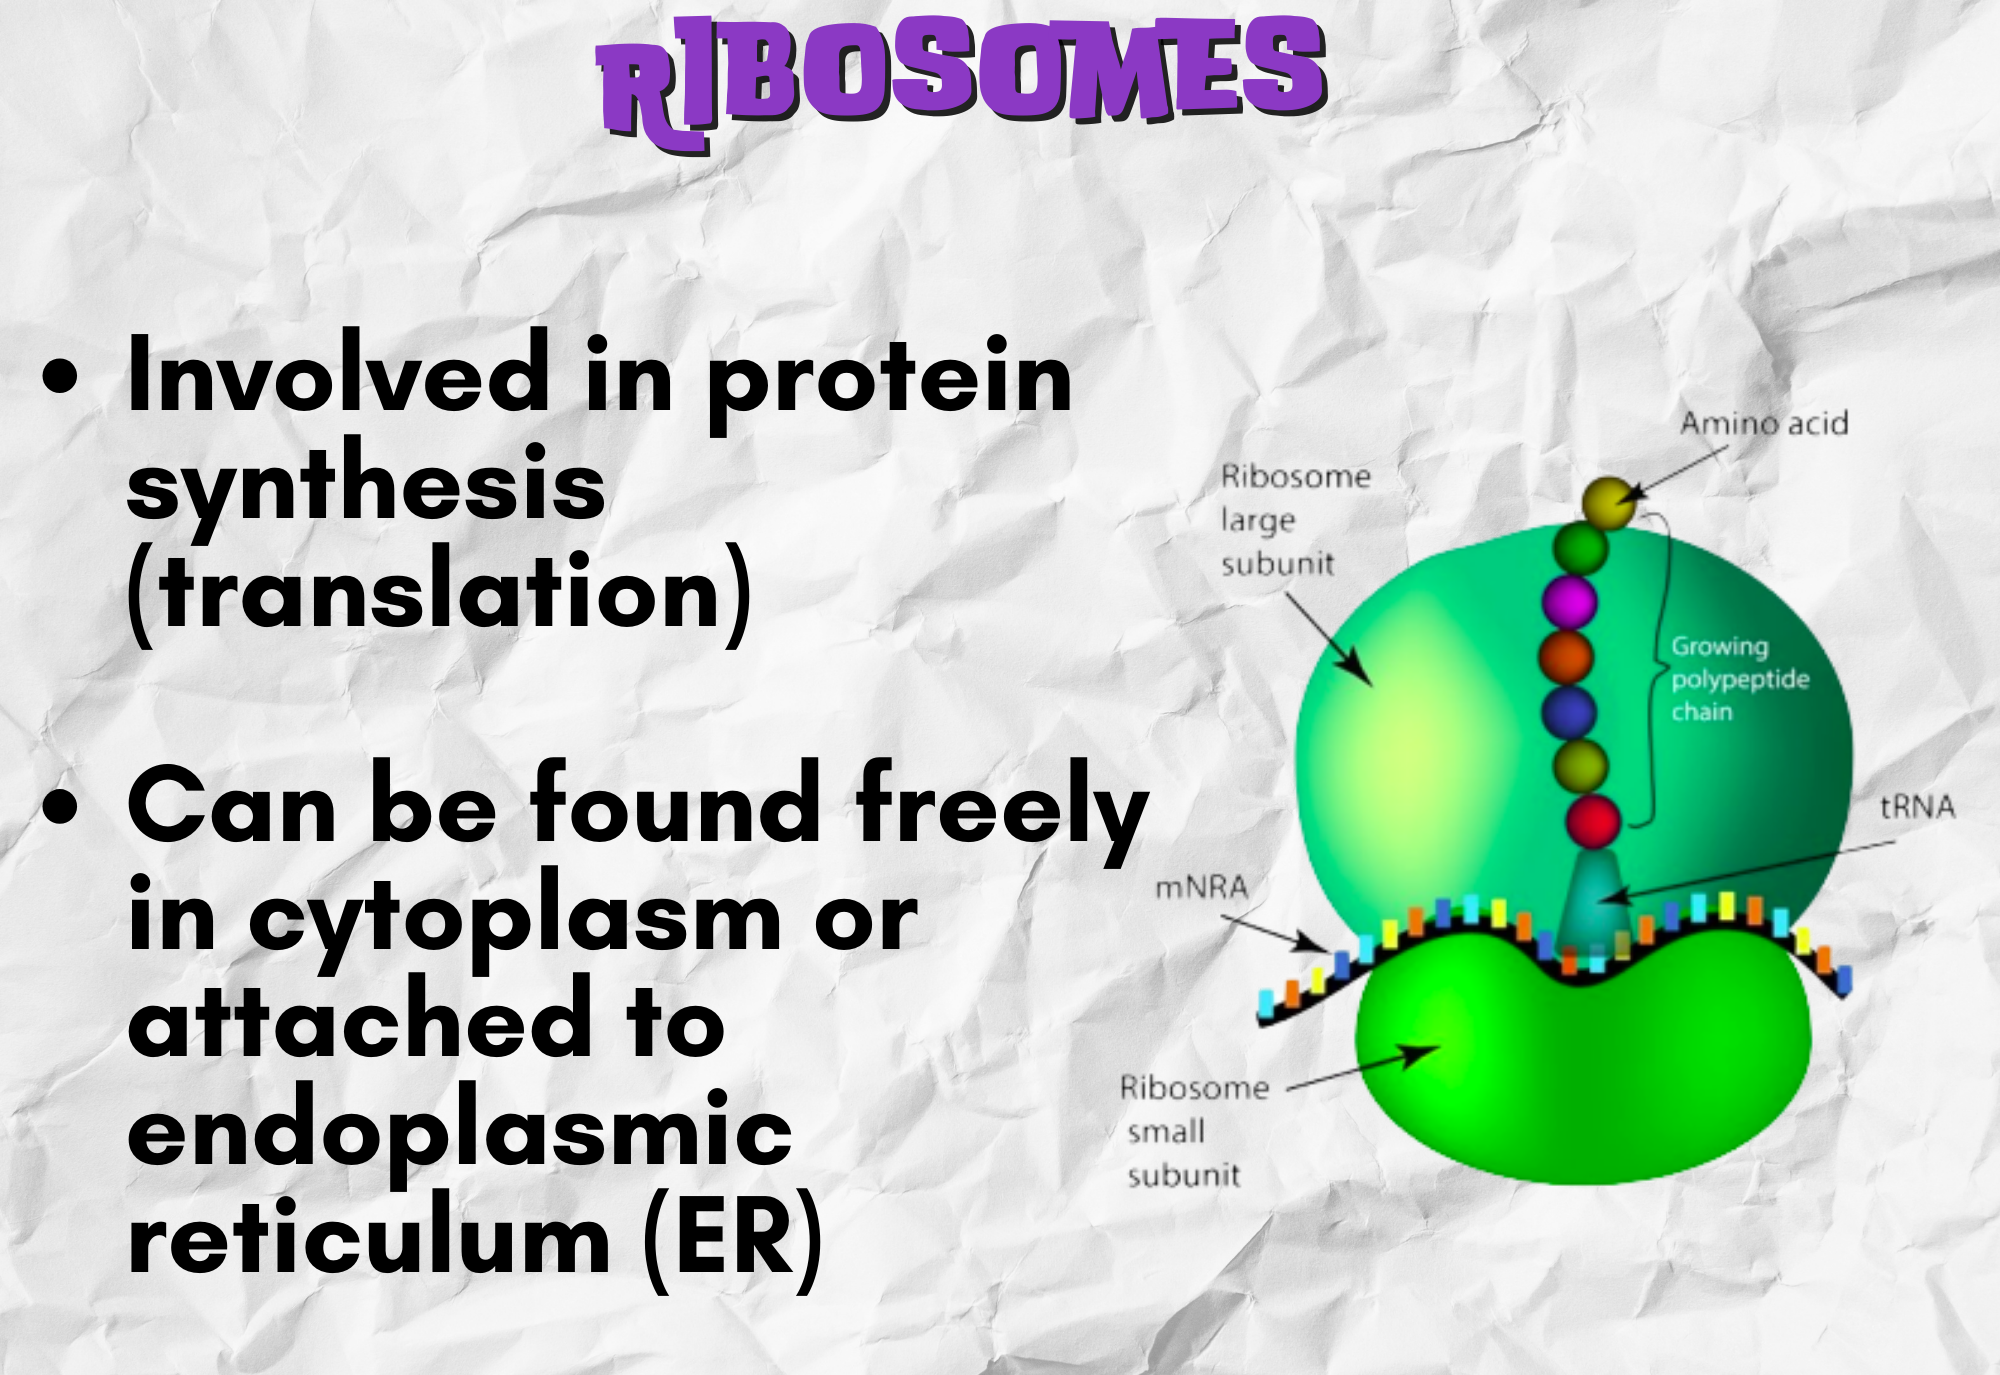 RIBOSOMES
• Involved in protein
synthesis
(translation)
• Can be found freely
in cytoplasm or
attached to
endoplasmic
reticulum (ER)
Amino acid
Ribosome
large
subunit
Growing
polypeptide
chain
tRNA
mNRA
Ribosome
small
subunit